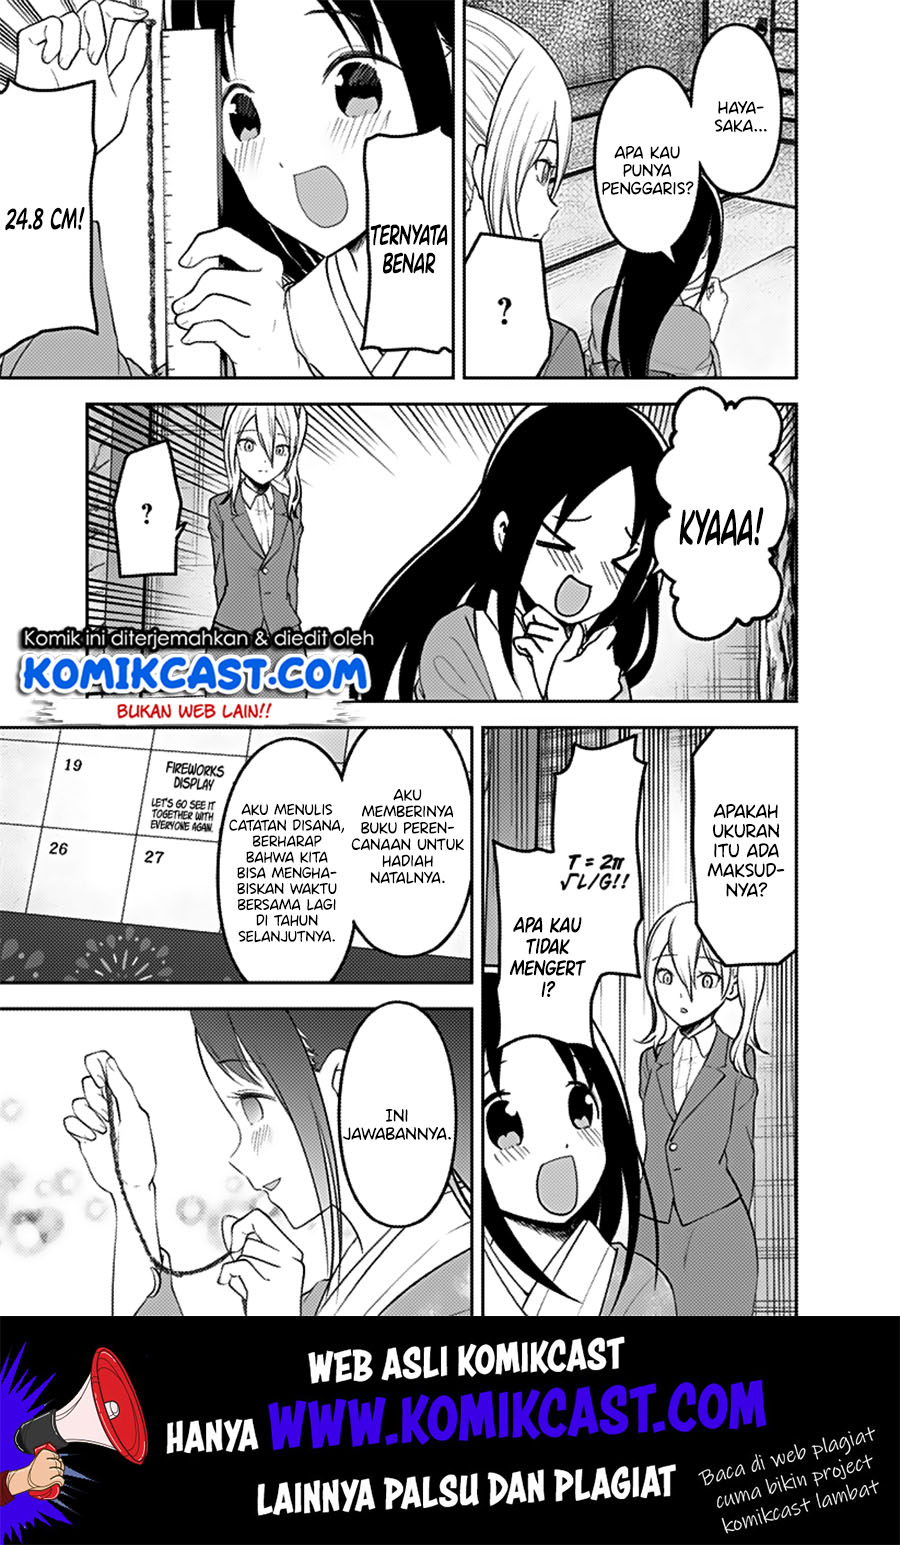 HAYA-
SAKA...
APA KAU
PUNYA
PENGGARIS?
?
TERNYATA
BENAR
24.8 CM!
KYAAA!
?
Komik ini diterjemahkan & diedit oleh
KOMIKCAST.COM
BUKAN WEB LAIN!!
APAKAH
UKURAN
ITU ADA
MAKSUD-
NYA?
T = 2π
√L/G!!
APA KAU
TIDAK
MENGERT
I?
AKU
MEMBERINYA
BUKU PEREN-
CANAAN UNTUK
HADIAH
NATALNYA.
AKU MENULIS
CATATAN DISANA,
BERHARAP
BAHWA KITA
BISA MENGHA-
BISKAN WAKTU
BERSAMA LAGI
DI TAHUN
SELANJUTNYA.
19
FIREWORKS
DISPLAY
LET'S GO SEE IT
TOGETHER WITH
EVERYONE AGAIN.
26
27
INI
JAWABANNYA.
WEB ASLI KOMIKCAST
HANYA WWW.KOMIKCAST.COM
LAINNYA PALSU DAN PLAGIAT
Baca di web plagiat
cuma bikin project
komikcast lambat